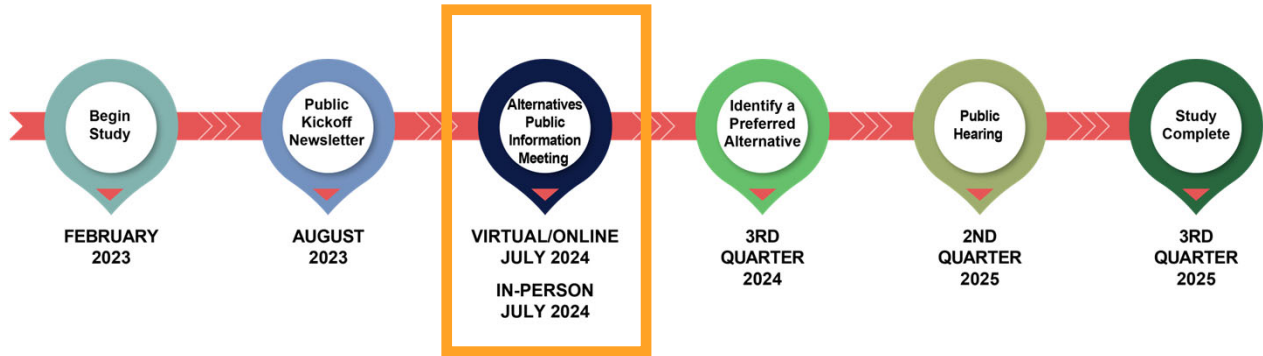 Begin
Study
FEBRUARY
2023
Public
Kickoff
Newsletter
AUGUST
2023
Alternatives
Public
Information
Meeting
VIRTUAL/ONLINE
JULY 2024
IN-PERSON
JULY 2024
Identify a
Preferred
Alternative
3RD
QUARTER
2024
Public
Hearing
2ND
QUARTER
2025
Study
Complete
3RD
QUARTER
2025